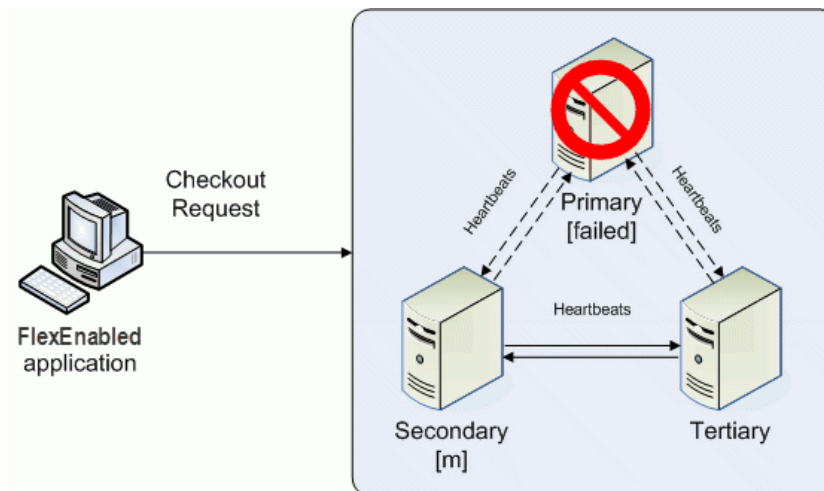 Checkout
Request
FlexEnabled
application
Primary
[failed]
Heartbeats
Heartbeats
Heartbeats
Secondary
[m]
Tertiary